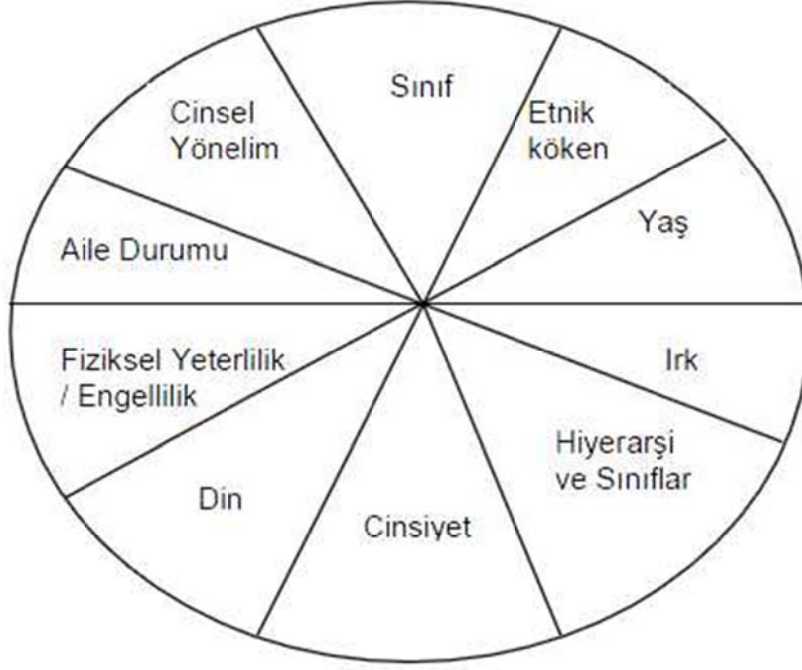 Sınıf
Etnik
köken
Yaş
Irk
Hiyerarşi
ve Sınıflar
Cinsiyet
Din
Fiziksel Yeterlilik
/ Engellilik
Aile Durumu
Cinsel
Yönelim